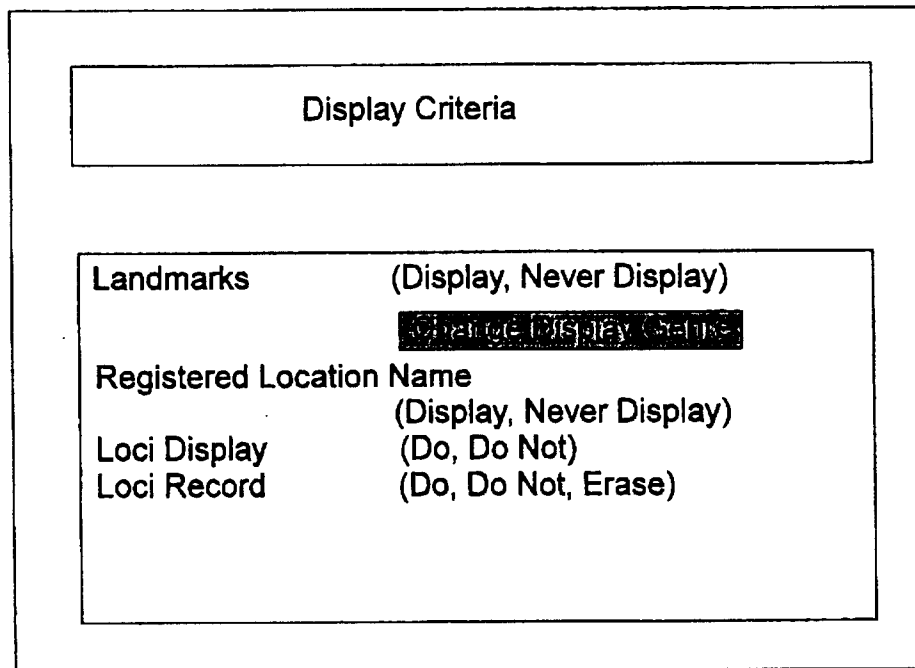 Display Criteria
Landmarks (Display, Never Display)
Change Display Genre
Registered Location Name
(Display, Never Display)
Loci Display (Do, Do Not)
Loci Record (Do, Do Not, Erase)